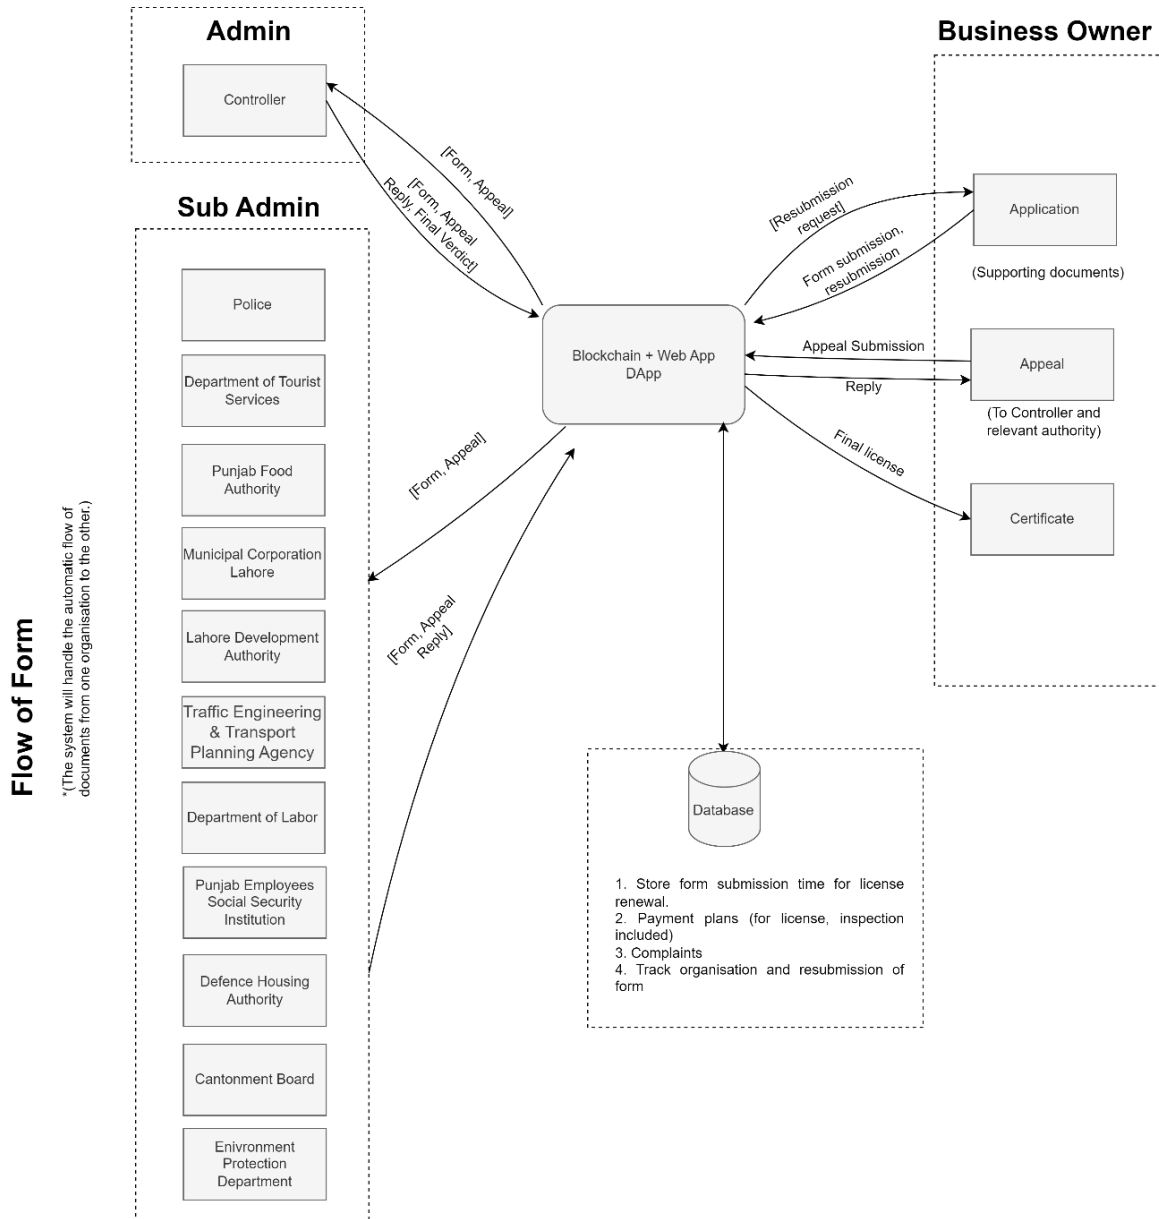 Admin
Controller
Sub Admin
Police
Department of Tourist
Services
Punjab Food
Authority
Municipal Corporation
Lahore
Lahore Development
Authority
Traffic Engineering
& Transport
Planning Agency
Department of Labor
Punjab Employees
Social Security
Institution
Defence Housing
Authority
Cantonment Board
Enivronment
Protection
Department
Flow of Form
*(The system will handle the automatic flow of
documents from one organisation to the other.)
[Form, Appeal]
[Form, Appeal
Reply, Final Verdict]
[Form, Appeal]
[Form, Appeal
Reply]
Blockchain + Web App
DApp
[Resubmission
request]
Form submission,
resubmission
Appeal Submission
Reply
Final license
Business Owner
Application
(Supporting documents)
Appeal
(To Controller and
relevant authority)
Certificate
Database
1. Store form submission time for license
renewal.
2. Payment plans (for license, inspection
included)
3. Complaints
4. Track organisation and resubmission of
form